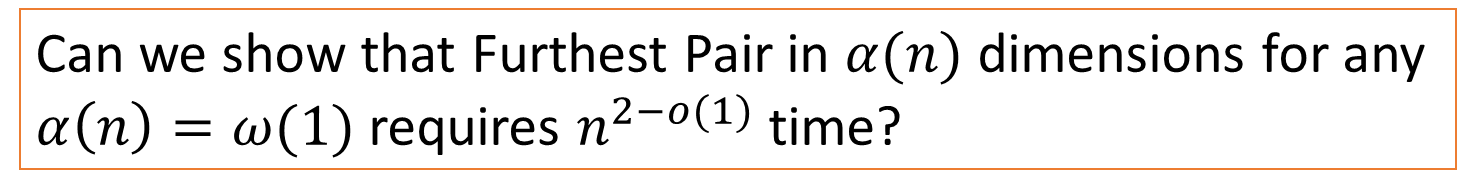 Can we show that Furthest Pair in α(n) dimensions for any
α(n) = ω(1) requires n^{2−o(1)} time?